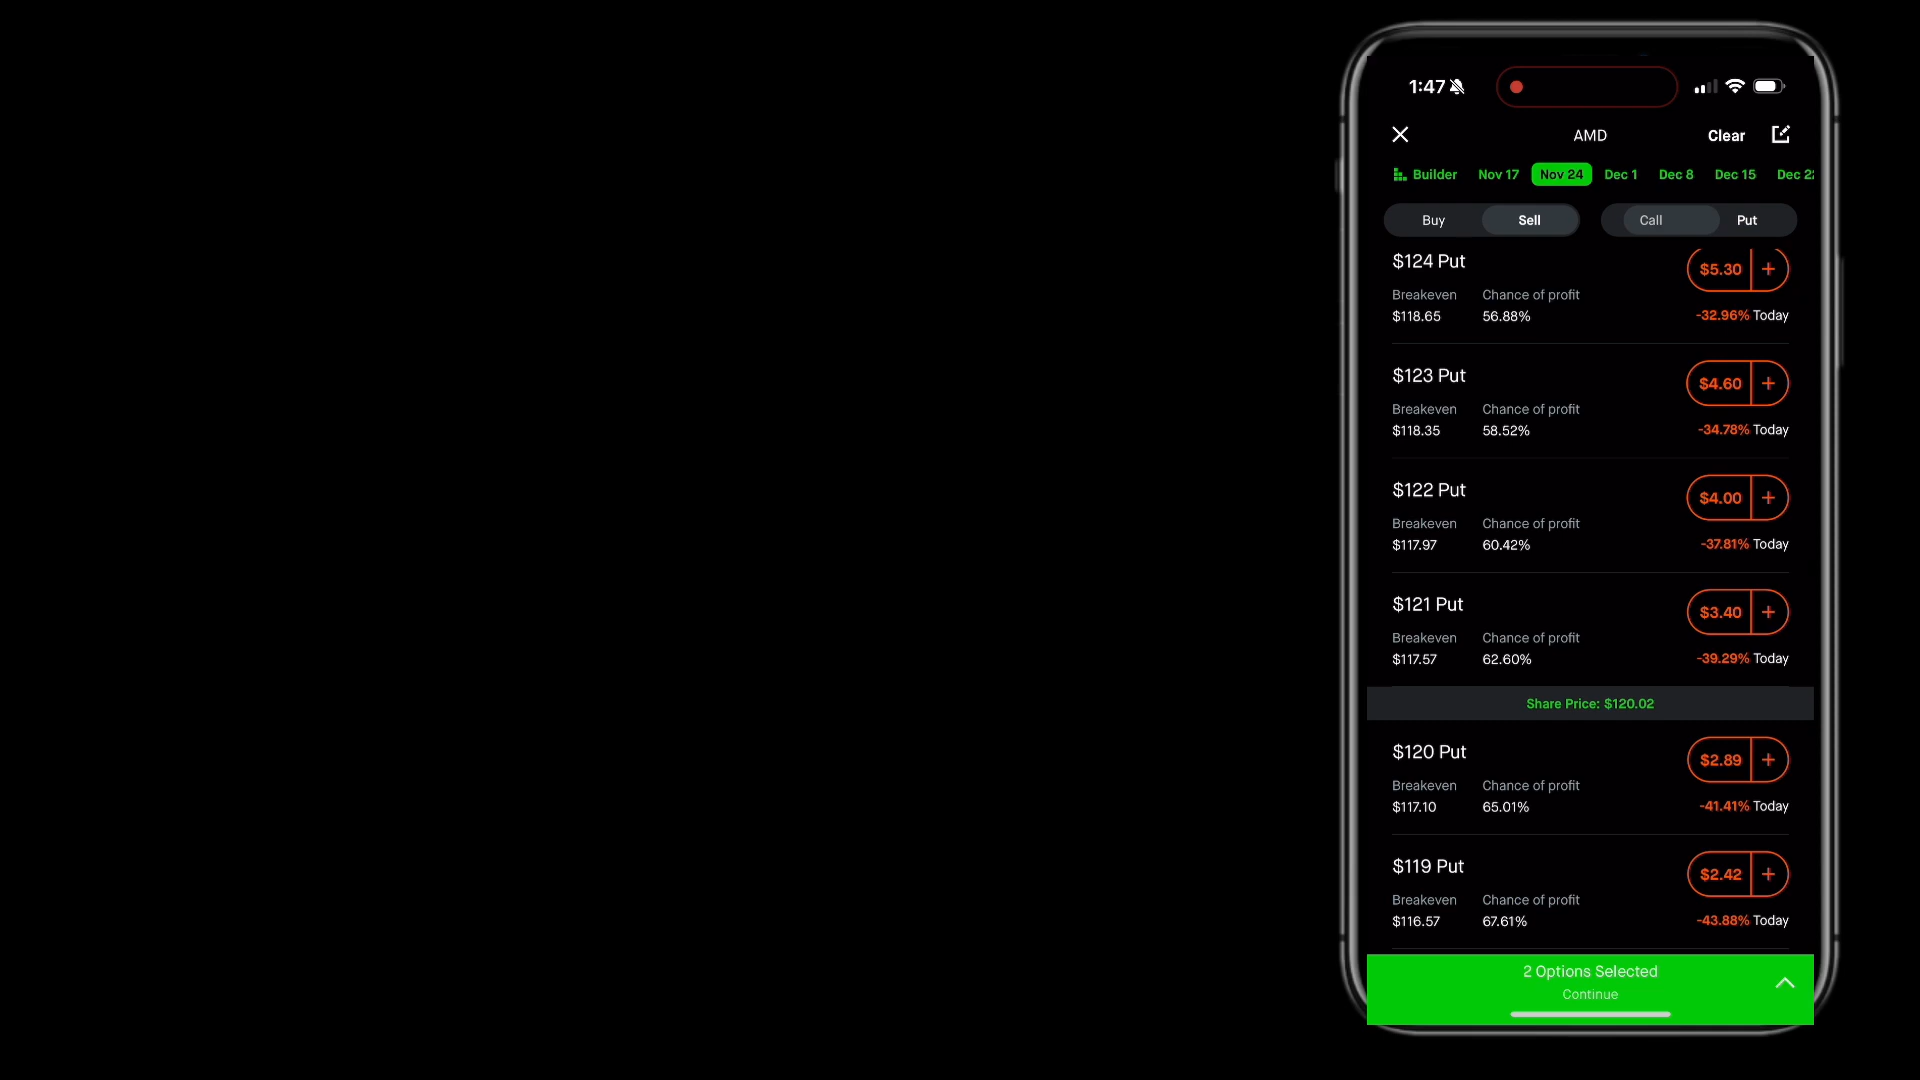 1:47
AMD
Clear
Builder Nov 17 Nov 24 Dec 1 Dec 8 Dec 15 Dec 22
Buy Sell Call Put
$124 Put
$5.30 +
Breakeven Chance of profit
$118.65 56.88%
-32.96% Today
$123 Put
$4.60 +
Breakeven Chance of profit
$118.35 58.52%
-34.78% Today
$122 Put
$4.00 +
Breakeven Chance of profit
$117.97 60.42%
-37.81% Today
$121 Put
$3.40 +
Breakeven Chance of profit
$117.57 62.60%
-39.29% Today
Share Price: $120.02
$120 Put
$2.89 +
Breakeven Chance of profit
$117.10 65.01%
-41.41% Today
$119 Put
$2.42 +
Breakeven Chance of profit
$116.57 67.61%
-43.88% Today
2 Options Selected
Continue